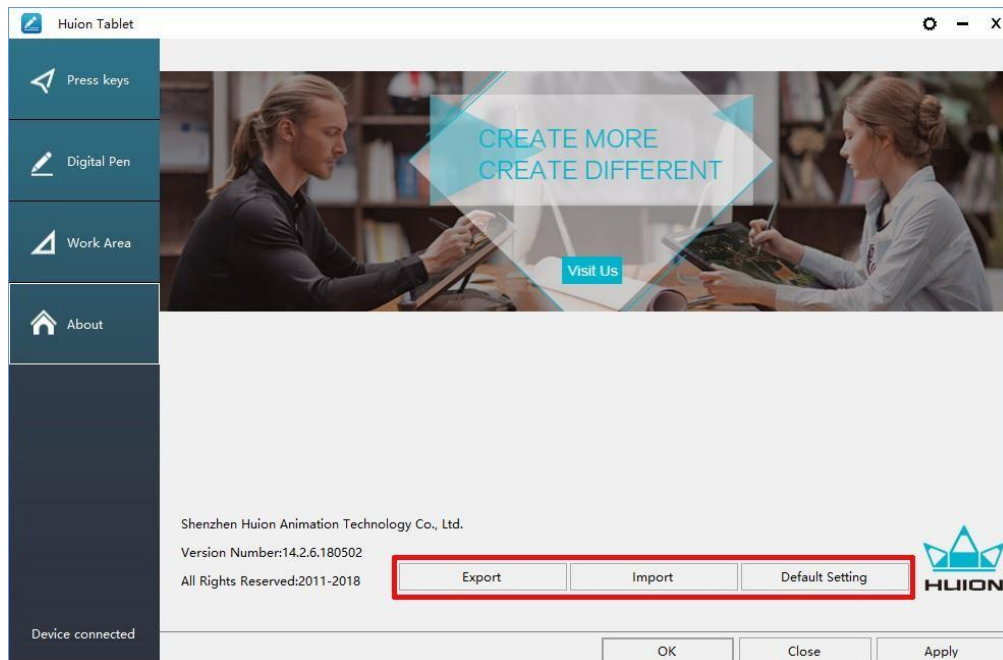 Huion Tablet
X
Press keys
Digital Pen
Work Area
About
CREATE MORE
CREATE DIFFERENT
Visit Us
Shenzhen Huion Animation Technology Co., Ltd.
Version Number:14.2.6.180502
All Rights Reserved:2011-2018
Export
Import
Default Setting
HUION
Device connected
OK
Close
Apply